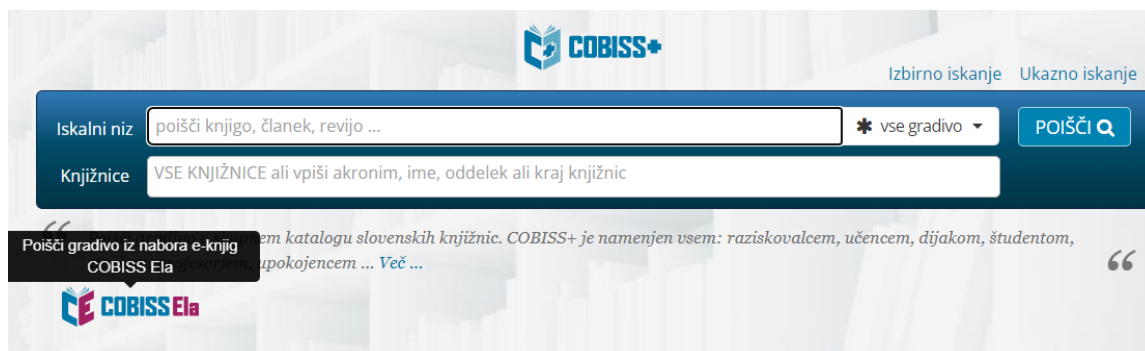 COBISS+
Izbirno iskanje Ukazno iskanje
Iskalni niz poišči knjigo, članek, revijo ... vse gradivo POIŠČI
Knjižnice VSE KNJIŽNICE ali vpiši akronim, ime, oddelek ali kraj knjižnic
em katalogu slovenskih knjižnic. COBISS+ je namenjen vsem: raziskovalcem, učencem, dijakom, študentom,
Poišči gradivo iz nabora e-knjig
COBISS Ela
upokojencem ... Več ...
COBISS Ela